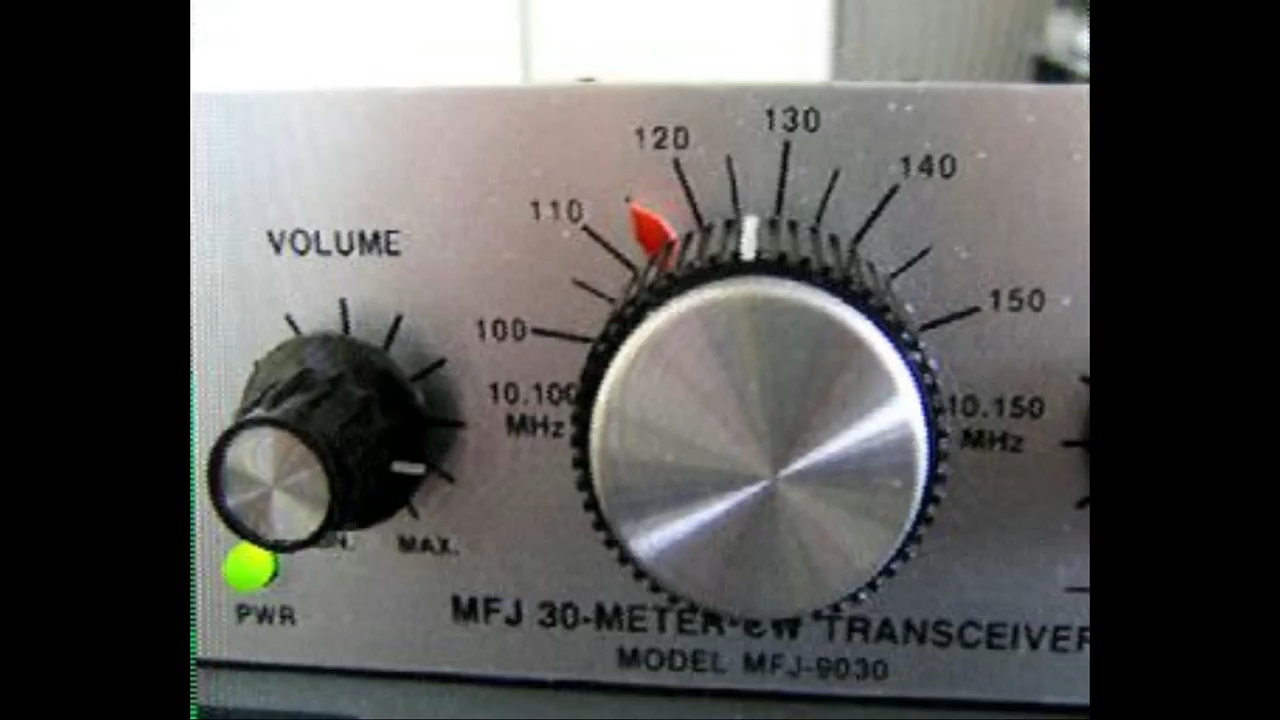 130
120
140
110
VOLUME
150
100
10.100
MHz
10.150
MHz
MAX.
PWR
MFJ 30-METER-CW TRANSCEIVER
MODEL MFJ-9030